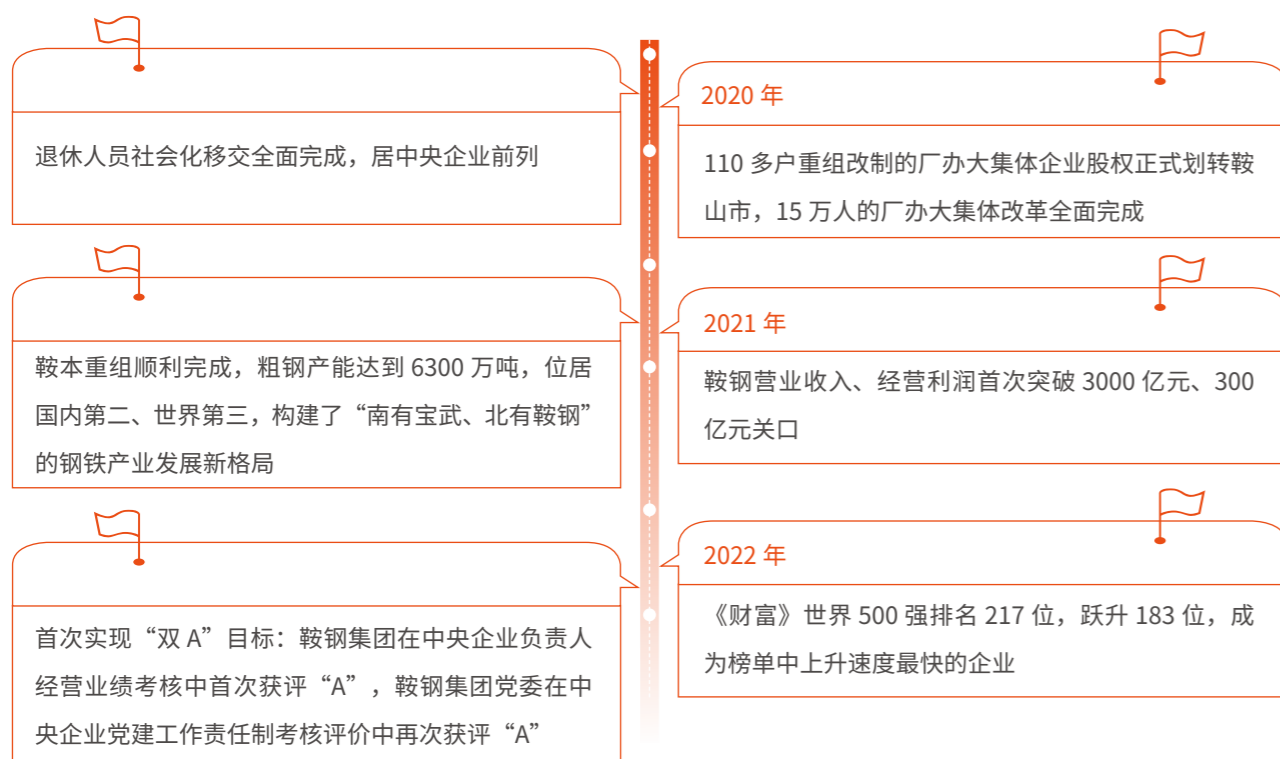 退休人员社会化移交全面完成，居中央企业前列
2020 年
110 多户重组改制的厂办大集体企业股权正式划转鞍
山市，15 万人的厂办大集体改革全面完成
鞍本重组顺利完成，粗钢产能达到 6300 万吨，位居
国内第二、世界第三，构建了“南有宝武、北有鞍钢”
的钢铁产业发展新格局
2021 年
鞍钢营业收入、经营利润首次突破 3000 亿元、300
亿元关口
首次实现“双 A”目标：鞍钢集团在中央企业负责人
经营业绩考核中首次获评“A”，鞍钢集团党委在中
央企业党建工作责任制考核评价中再次获评“A”
2022 年
《财富》世界 500 强排名 217 位，跃升 183 位，成
为榜单中上升速度最快的企业